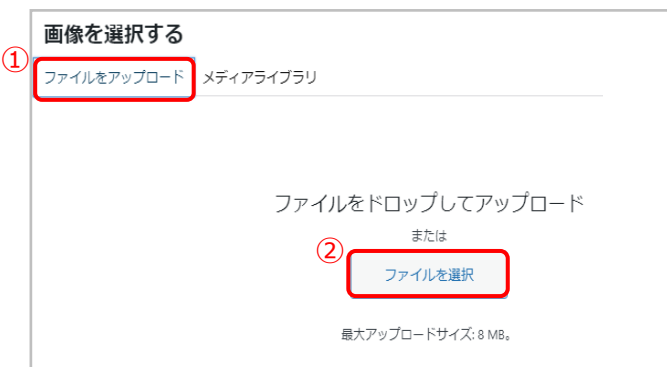 画像を選択する
①
ファイルをアップロード メディアライブラリ
ファイルをドロップしてアップロード
または
②
ファイルを選択
最大アップロードサイズ: 8 MB。